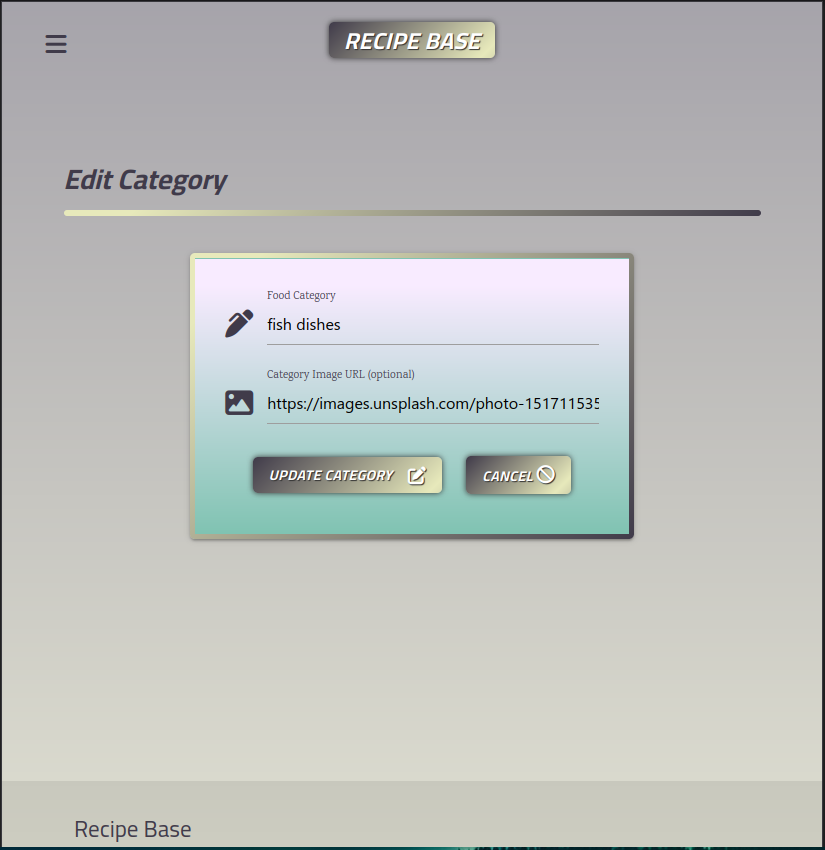 RECIPE BASE
Edit Category
Food Category
fish dishes
Category Image URL (optional)
https://images.unsplash.com/photo-151711535
UPDATE CATEGORY
CANCEL
Recipe Base